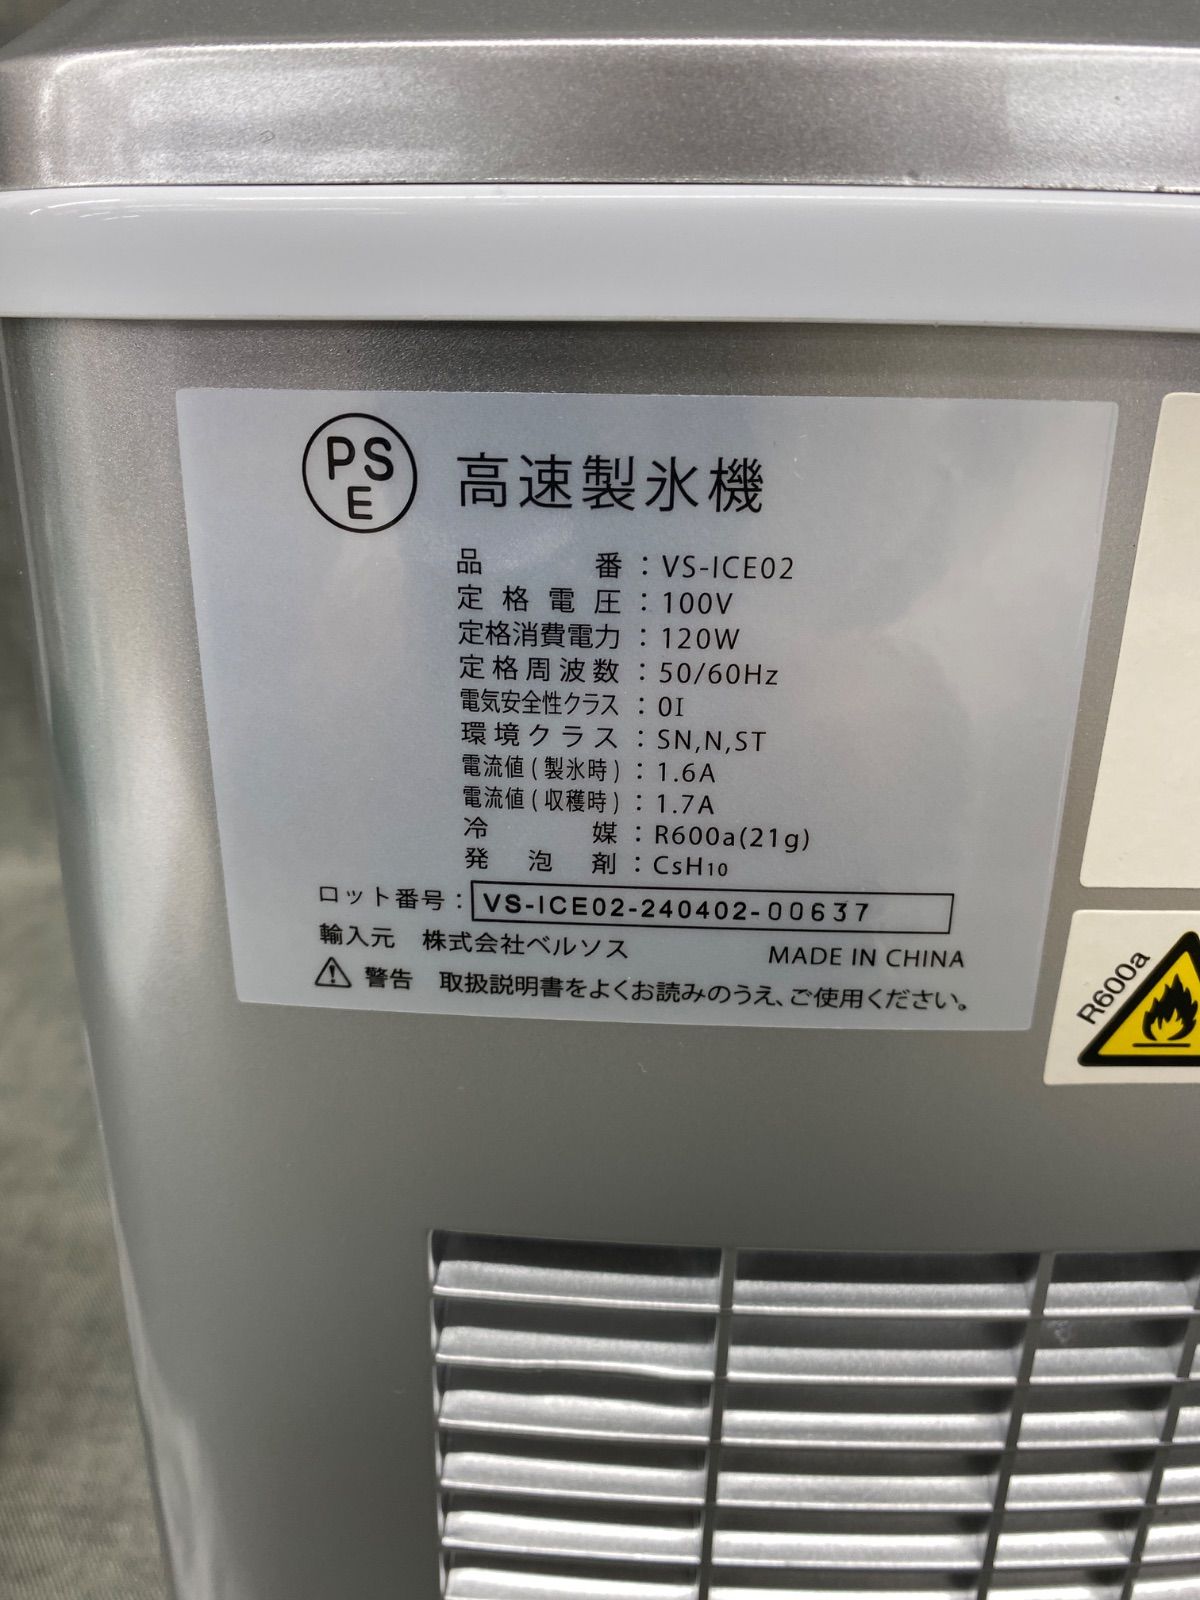 PS
E
高速製氷機
品番：VS-ICE02
定格電圧：100V
定格消費電力：120W
定格周波数：50/60Hz
電気安全性クラス：0I
環境クラス：SN,N,ST
電流値(製氷時)：1.6A
電流値(収穫時)：1.7A
冷媒：R600a(21g)
発泡剤：CsH10
ロット番号：VS-ICE02-240402-00637
輸入元 株式会社ベルソス MADE IN CHINA
警告 取扱説明書をよくお読みのうえ、ご使用ください。
R600a